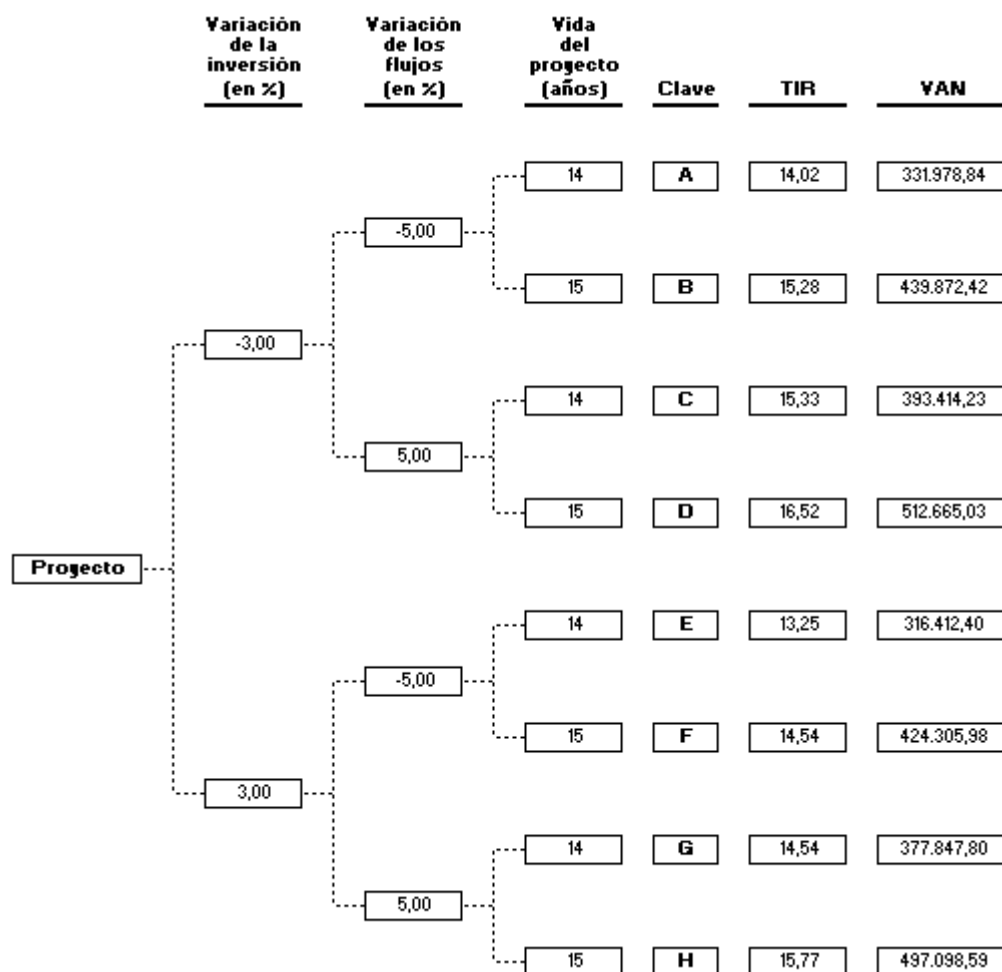 Variación
de la
inversión
(en %)
Variación
de los
flujos
(en %)
Vida
del
proyecto
(años)
Clave
TIR
VAN
14 A 14,02 331.978,84
-5,00
15 B 15,28 439.872,42
-3,00
14 C 15,33 393.414,23
5,00
15 D 16,52 512.665,03
Proyecto
14 E 13,25 316.412,40
-5,00
15 F 14,54 424.305,98
3,00
14 G 14,54 377.847,80
5,00
15 H 15,77 497.098,59